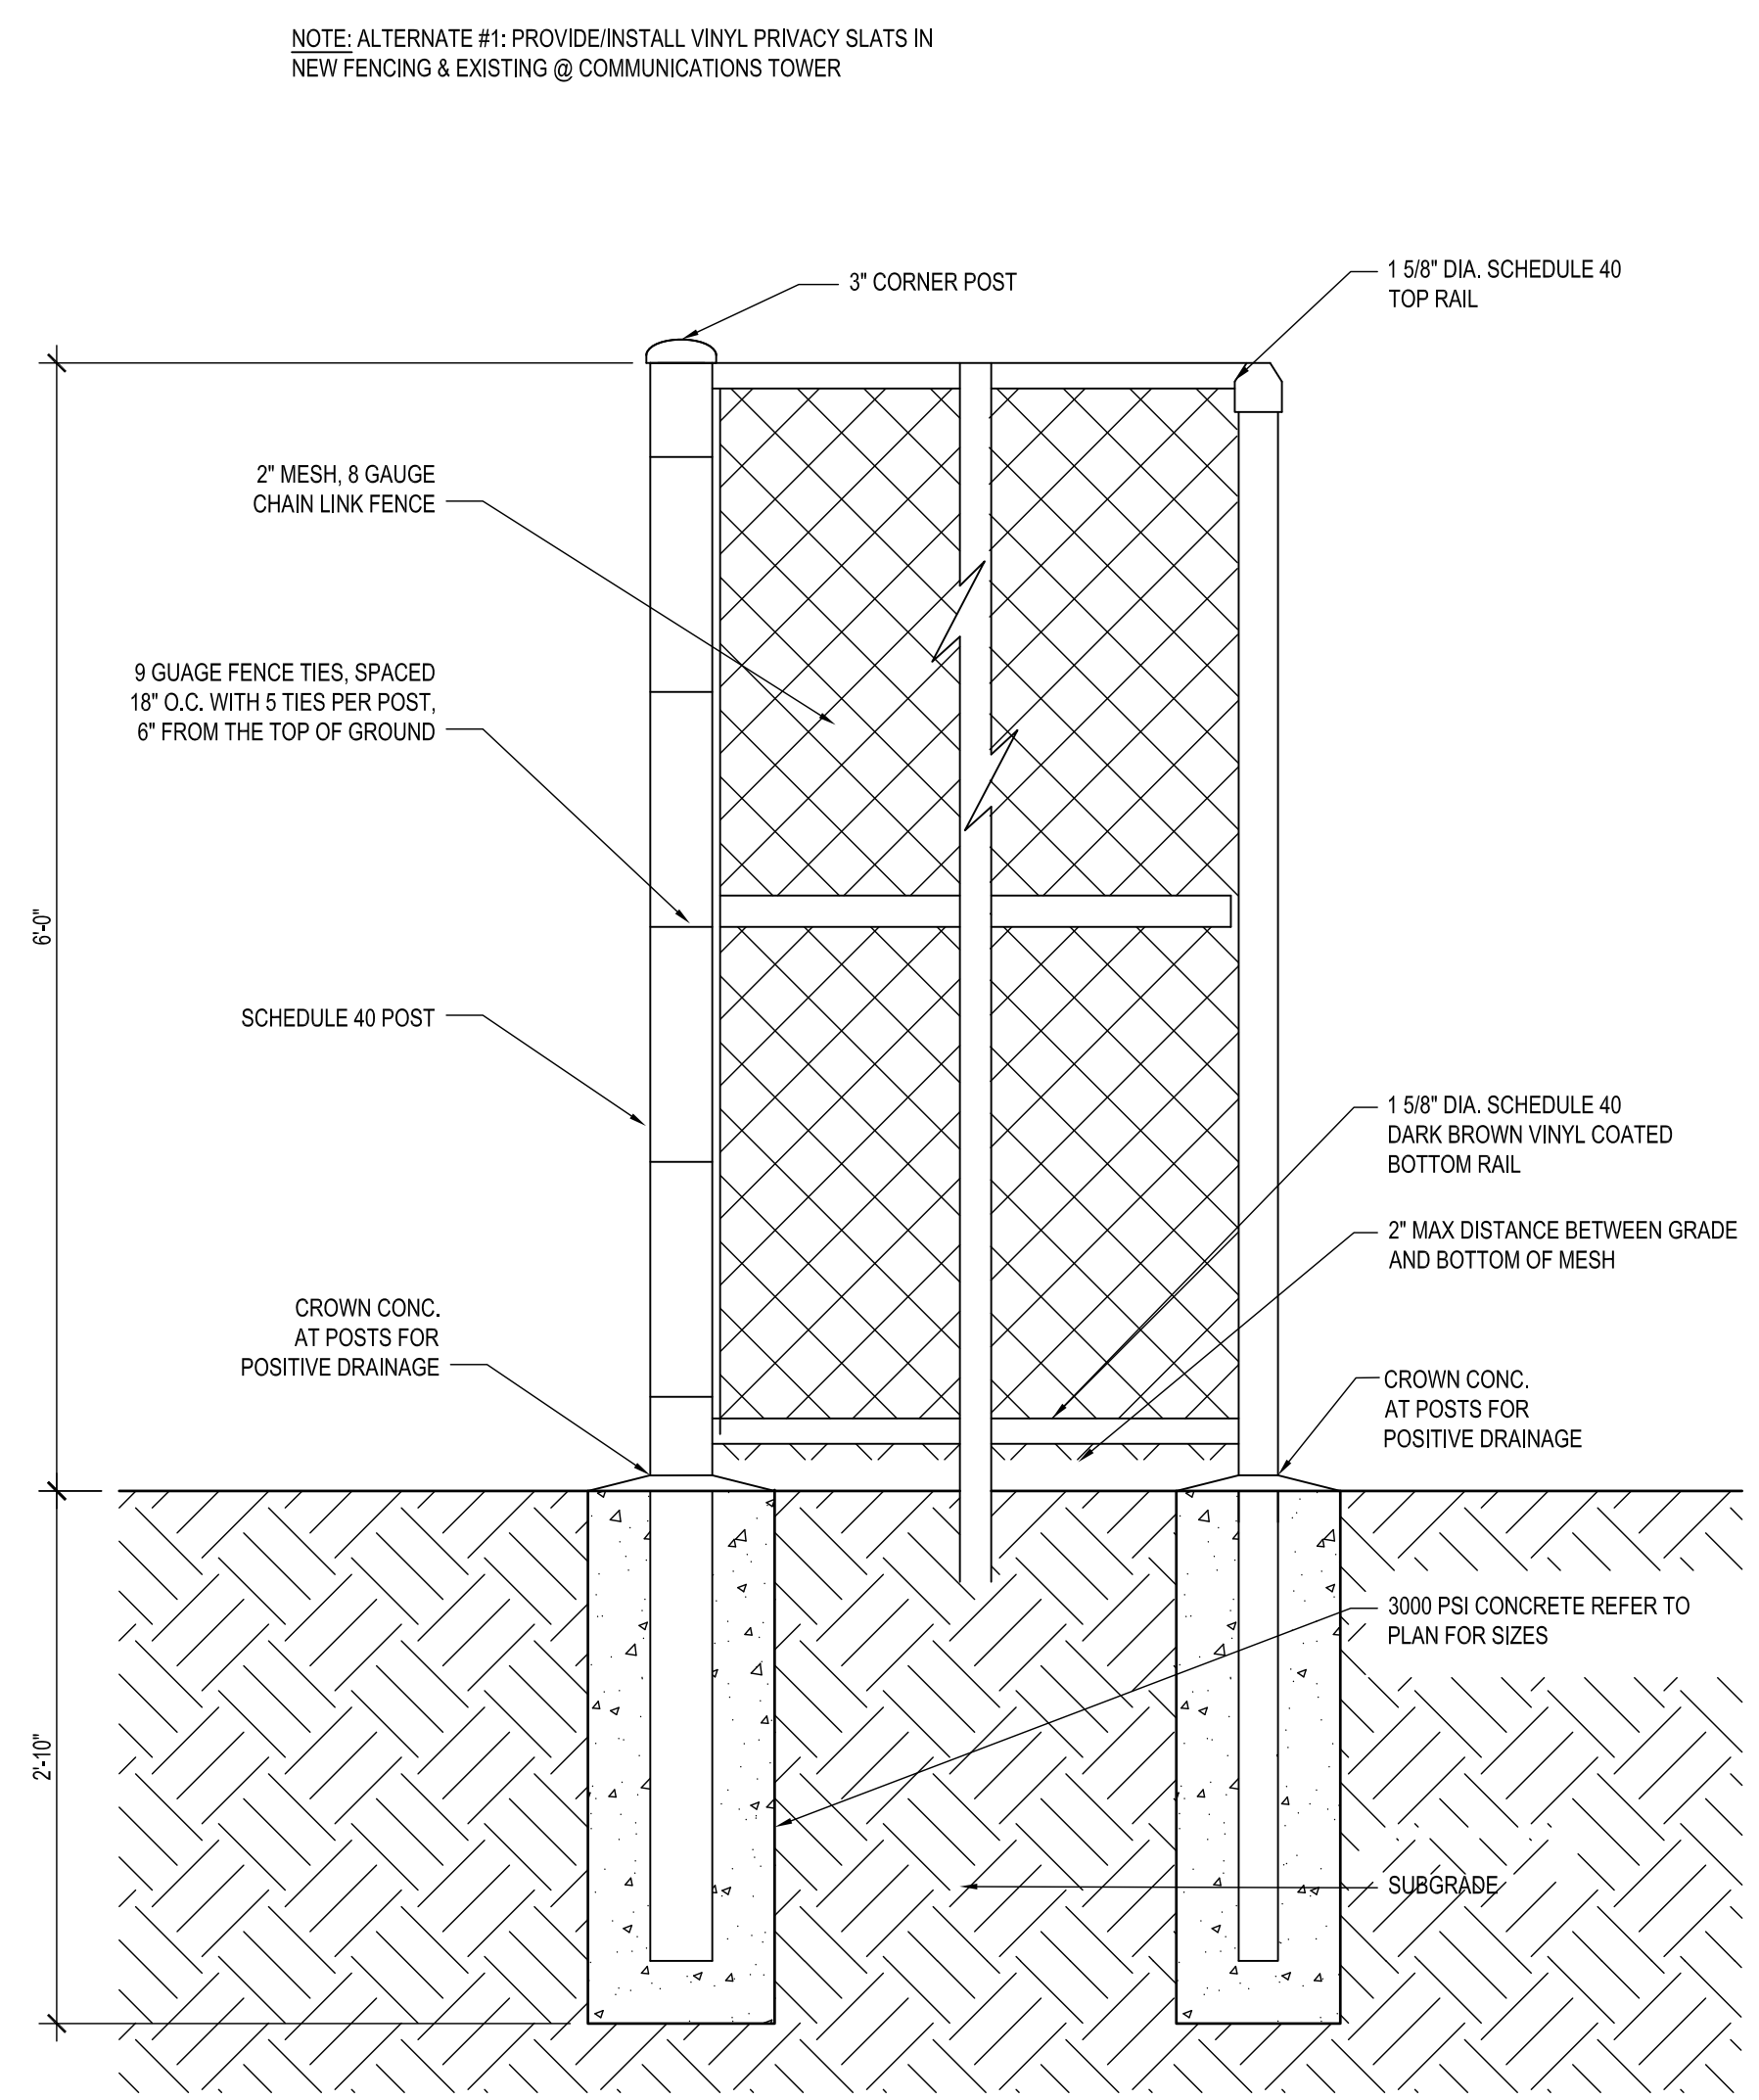 NOTE: ALTERNATE #1: PROVIDE/INSTALL VINYL PRIVACY SLATS IN
NEW FENCING & EXISTING @ COMMUNICATIONS TOWER
3" CORNER POST
1 5/8" DIA. SCHEDULE 40
TOP RAIL
2" MESH, 8 GAUGE
CHAIN LINK FENCE
9 GUAGE FENCE TIES, SPACED
18" O.C. WITH 5 TIES PER POST,
6" FROM THE TOP OF GROUND
6'-0"
SCHEDULE 40 POST
1 5/8" DIA. SCHEDULE 40
DARK BROWN VINYL COATED
BOTTOM RAIL
2" MAX DISTANCE BETWEEN GRADE
AND BOTTOM OF MESH
CROWN CONC.
AT POSTS FOR
POSITIVE DRAINAGE
CROWN CONC.
AT POSTS FOR
POSITIVE DRAINAGE
3000 PSI CONCRETE REFER TO
PLAN FOR SIZES
2'-10"
SUBGRADE